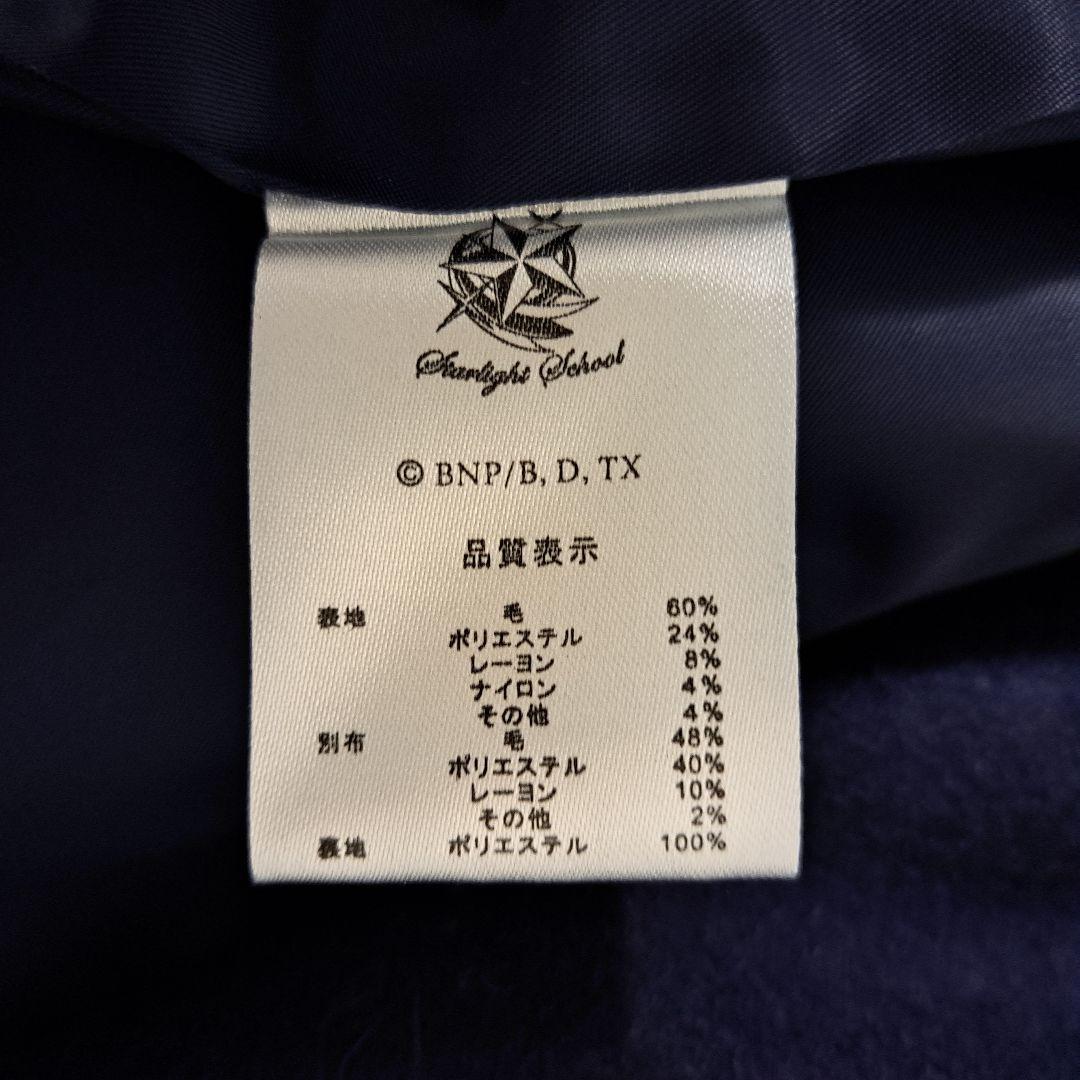 Starlight School
© BNP/B, D, TX
品質表示
表地 毛 60%
ポリエステル 24%
レーヨン 8%
ナイロン 4%
その他 4%
別布 毛 48%
ポリエステル 40%
レーヨン 10%
その他 2%
裏地 ポリエステル 100%